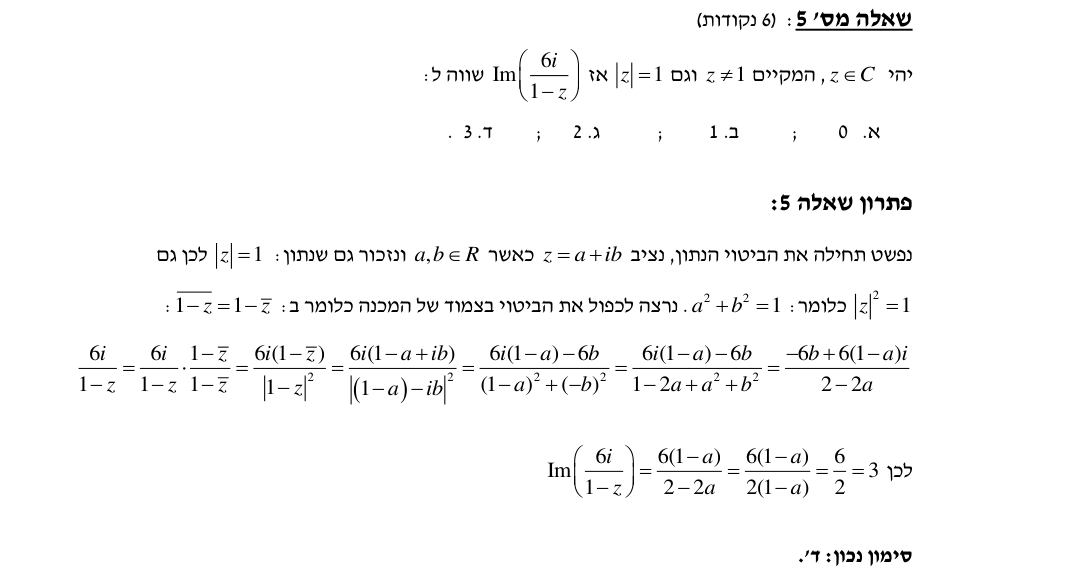 שאלה מס׳ 5 : (6 נקודות)
יהי z ∈ C , המקיים z ≠ 1 וגם |z| = 1 אז Im(6i/(1−z)) שווה ל :
א. 0 ; ב. 1 ; ג. 2 ; ד. 3 .
פתרון שאלה 5:
נפשט תחילה את הביטוי הנתון, נציב z = a + ib כאשר a, b ∈ R ונזכור גם שנתון : |z| = 1 לכן גם
|z|² = 1 כלומר : a² + b² = 1 . נרצה לכפול את הביטוי בצמוד של המכנה כלומר ב : \overline{1−z} = 1 − z̄ :
6i/(1−z) = 6i/(1−z) · (1−z̄)/(1−z̄) = 6i(1−z̄)/|1−z|² = 6i(1−a+ib)/|(1−a)−ib|² = (6i(1−a)−6b)/((1−a)²+(−b)²) = (6i(1−a)−6b)/(1−2a+a²+b²) = (−6b+6(1−a)i)/(2−2a)
לכן Im(6i/(1−z)) = 6(1−a)/(2−2a) = 6(1−a)/(2(1−a)) = 6/2 = 3
סימון נכון: ד׳.